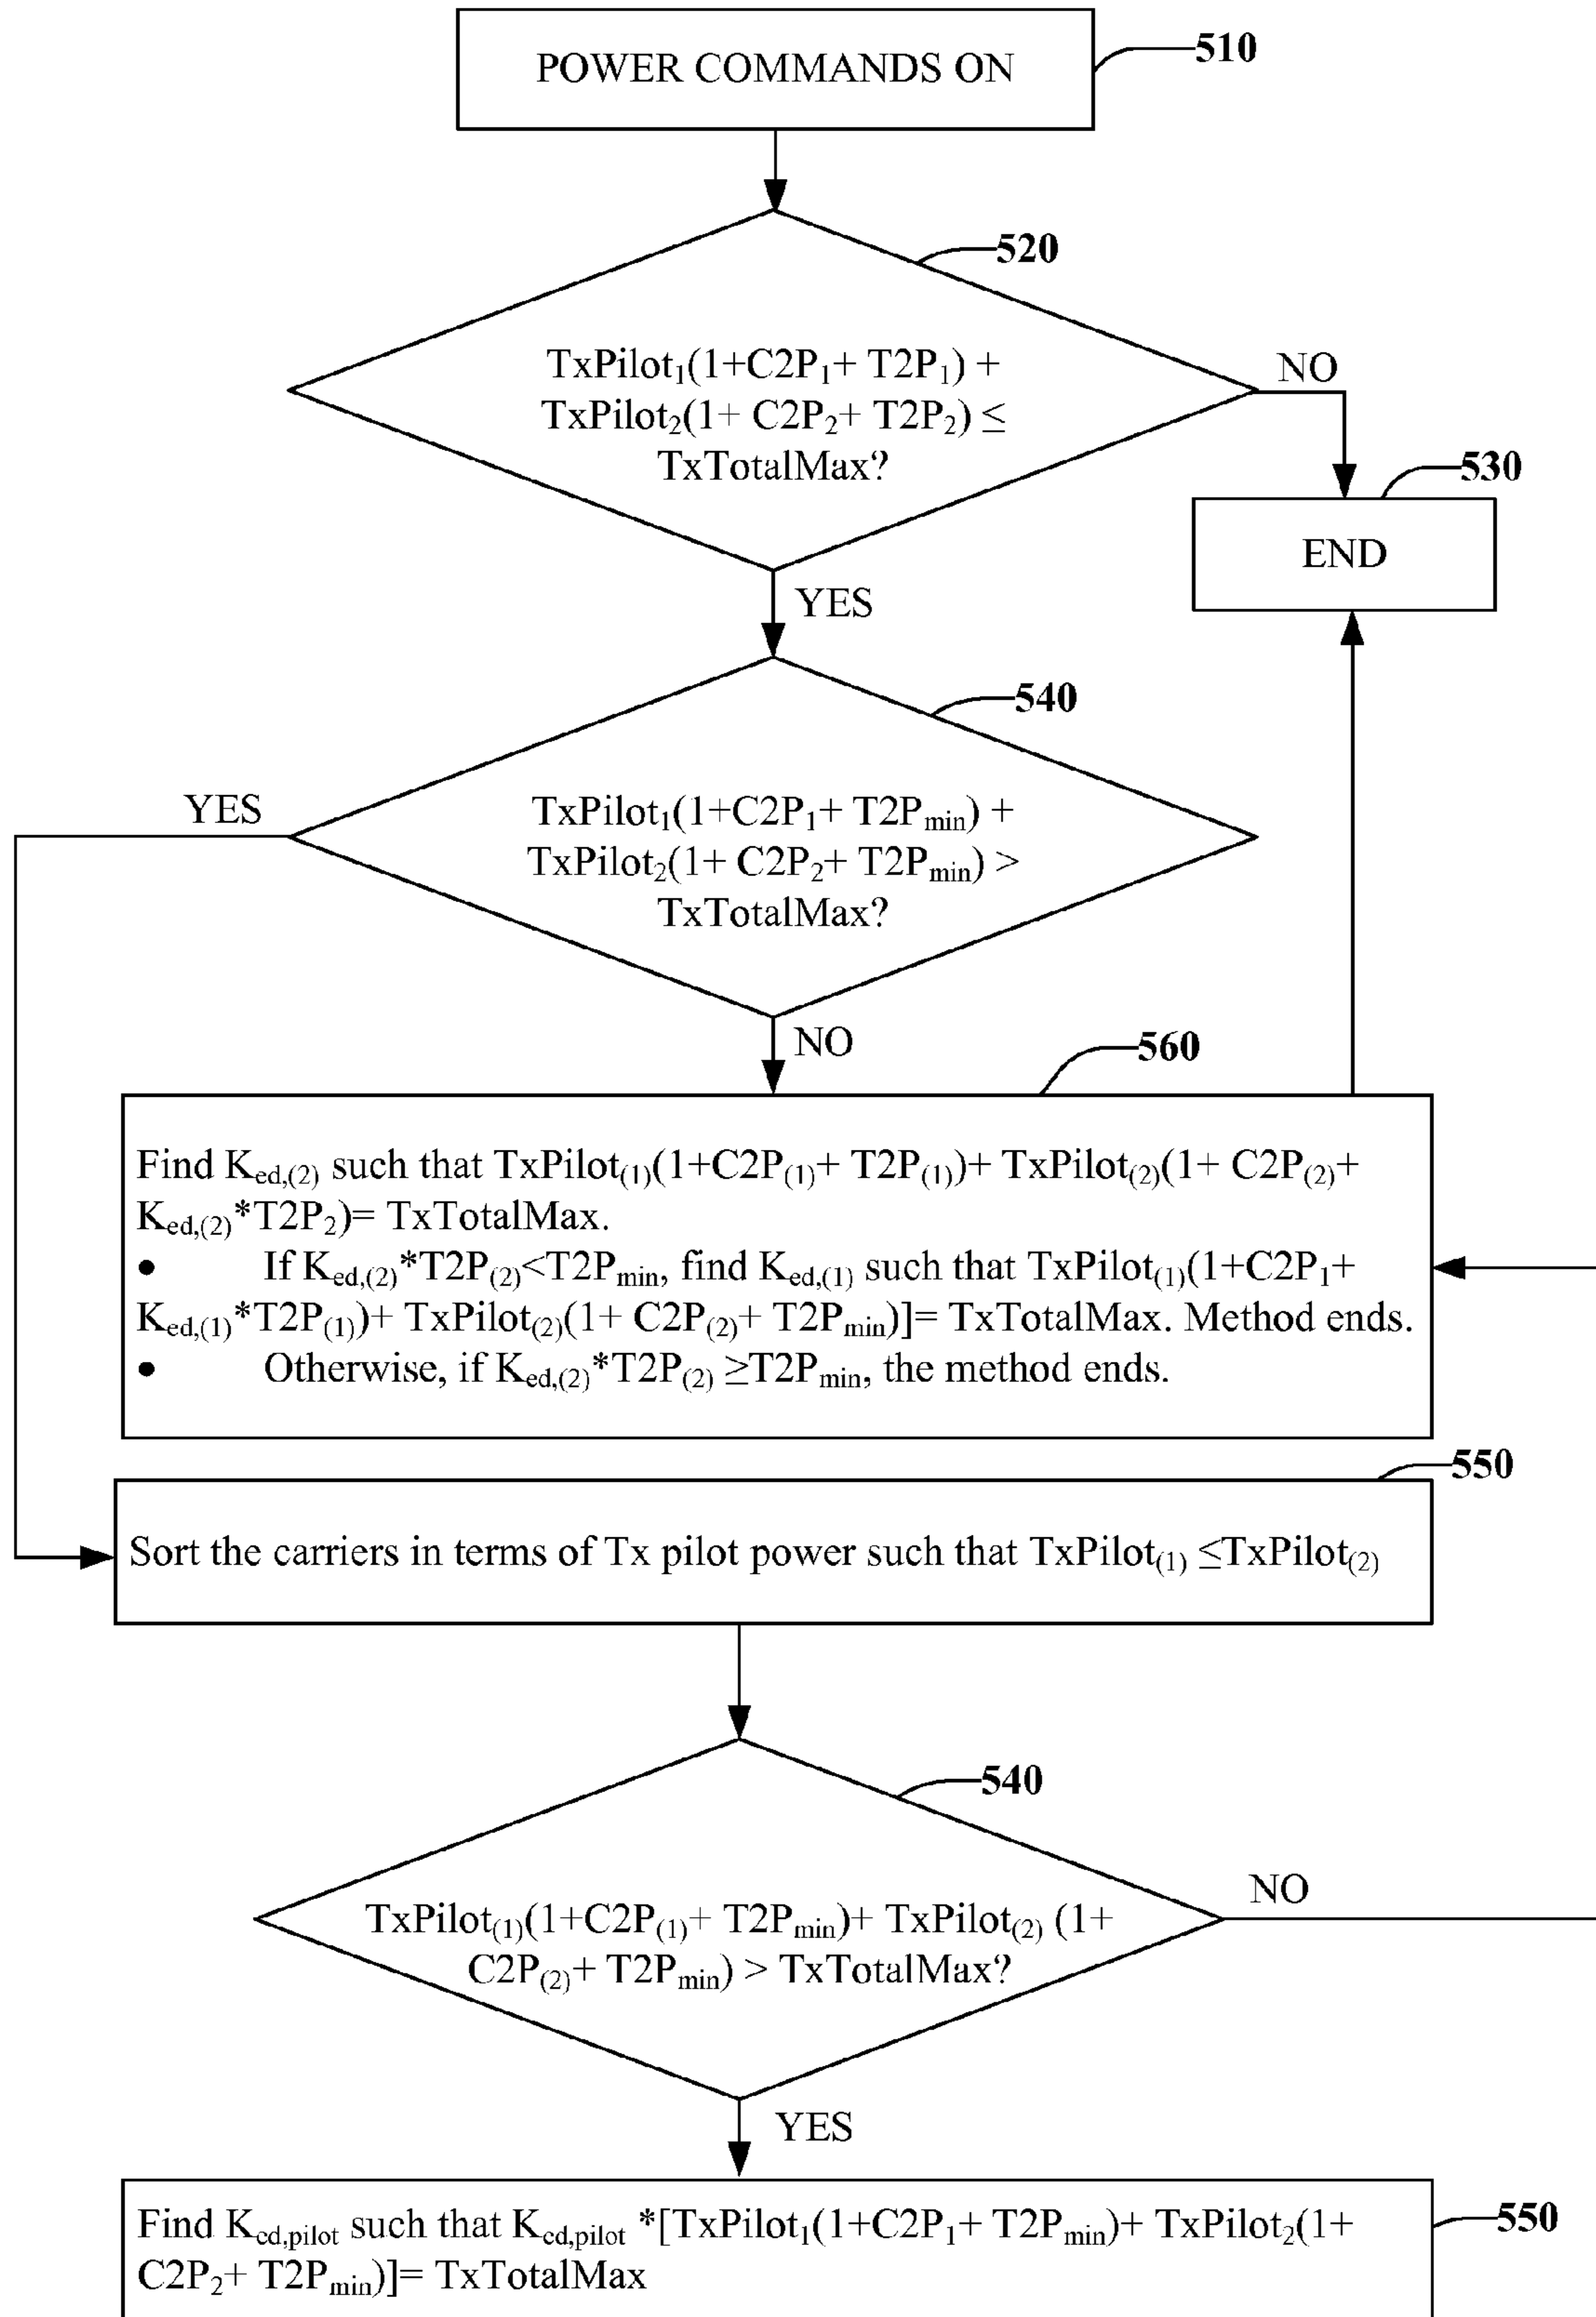 POWER COMMANDS ON
510
520
TxPilot₁(1+C2P₁+ T2P₁) +
TxPilot₂(1+ C2P₂+ T2P₂) ≤
TxTotalMax?
NO
530
END
YES
540
YES
TxPilot₁(1+C2P₁+ T2Pmin) +
TxPilot₂(1+ C2P₂+ T2Pmin) >
TxTotalMax?
NO
560
Find Ked,(2) such that TxPilot(1)(1+C2P(1)+ T2P(1))+ TxPilot(2)(1+ C2P(2)+
Ked,(2)*T2P₂)= TxTotalMax.
• If Ked,(2)*T2P(2)<T2Pmin, find Ked,(1) such that TxPilot(1)(1+C2P₁+
Ked,(1)*T2P(1))+ TxPilot(2)(1+ C2P(2)+ T2Pmin)]= TxTotalMax. Method ends.
• Otherwise, if Ked,(2)*T2P(2) ≥T2Pmin, the method ends.
550
Sort the carriers in terms of Tx pilot power such that TxPilot(1) ≤TxPilot(2)
540
NO
TxPilot(1)(1+C2P(1)+ T2Pmin)+ TxPilot(2) (1+
C2P(2)+ T2Pmin) > TxTotalMax?
YES
550
Find Ked,pilot such that Ked,pilot *[TxPilot₁(1+C2P₁+ T2Pmin)+ TxPilot₂(1+
C2P₂+ T2Pmin)]= TxTotalMax